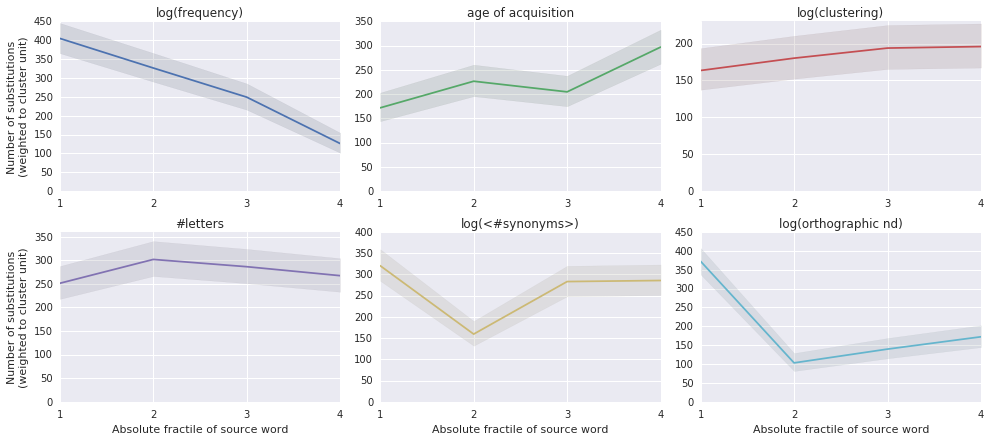 log(frequency)
Number of substitutions
(weighted to cluster unit)
450
400
350
300
250
200
150
100
50
0
1 2 3 4
age of acquisition
350
300
250
200
150
100
50
0
1 2 3 4
log(clustering)
200
150
100
50
0
1 2 3 4
#letters
Number of substitutions
(weighted to cluster unit)
350
300
250
200
150
100
50
0
1 2 3 4
Absolute fractile of source word
log(<#synonyms>)
400
350
300
250
200
150
100
50
0
1 2 3 4
Absolute fractile of source word
log(orthographic nd)
450
400
350
300
250
200
150
100
50
0
1 2 3 4
Absolute fractile of source word